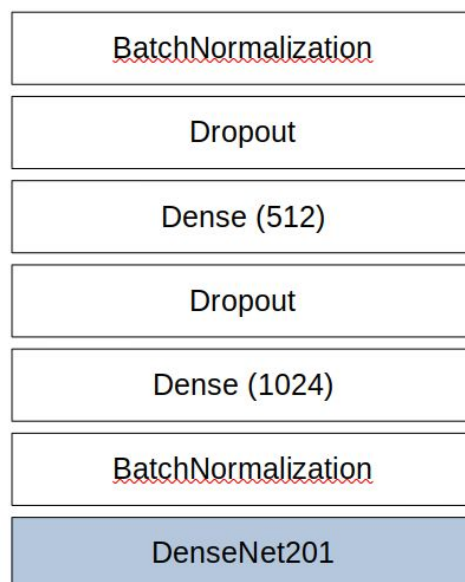 BatchNormalization
Dropout
Dense (512)
Dropout
Dense (1024)
BatchNormalization
DenseNet201